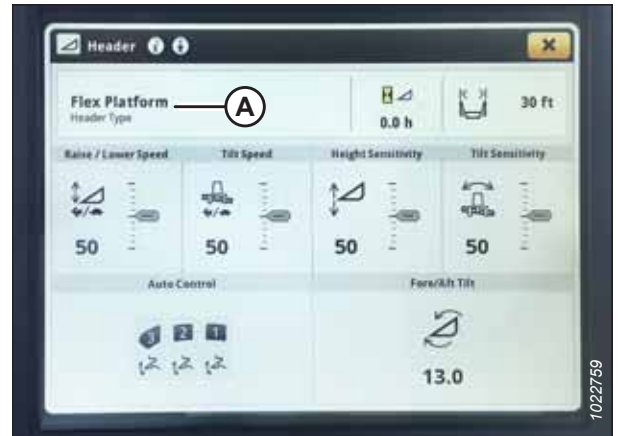 Header
Flex Platform
Header Type
A
0.0 h
30 ft
Raise / Lower Speed
Tilt Speed
Height Sensitivity
Tilt Sensitivity
50
50
50
50
Auto Control
Fore/Aft Tilt
3 2 1
13.0
1022759